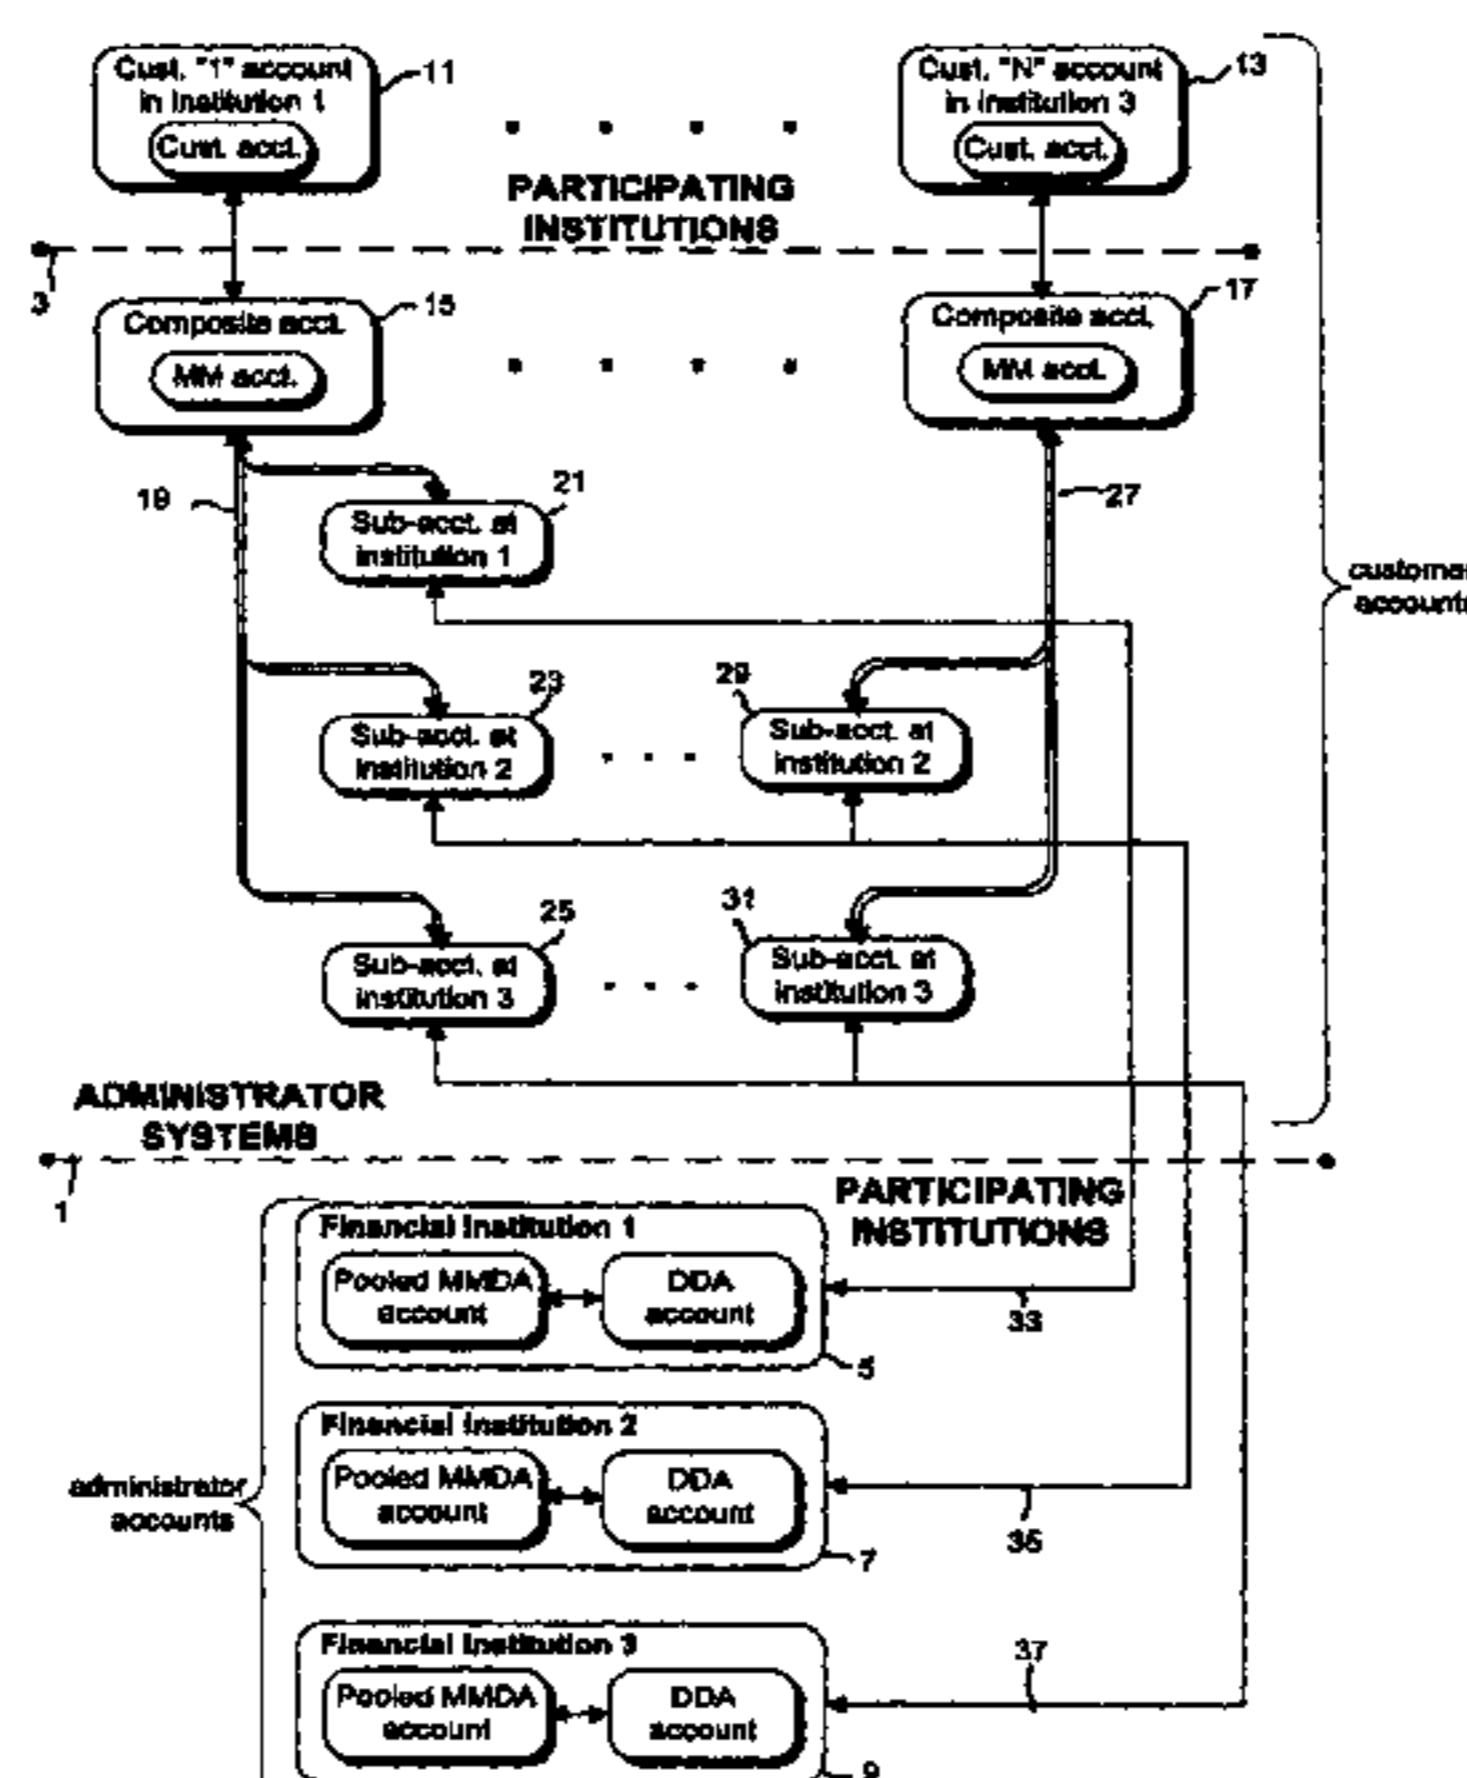 Cust. "1" account
in Institution 1
Cust. acct.
11
Cust. "N" account
in institution 3
Cust. acct.
13
PARTICIPATING
INSTITUTIONS
3
Composite acct.
MM acct.
15
Composite acct.
MM acct.
17
19
21
Sub-acct. at
institution 1
27
customer
accounts
23
Sub-acct. at
institution 2
29
Sub-acct. at
institution 2
25
Sub-acct. at
institution 3
31
Sub-acct. at
institution 3
ADMINISTRATOR
SYSTEMS
1
PARTICIPATING
INSTITUTIONS
Financial Institution 1
Pooled MMDA
account
DDA
account
33
5
Financial Institution 2
Pooled MMDA
account
DDA
account
35
7
administrator
accounts
Financial Institution 3
Pooled MMDA
account
DDA
account
37
9